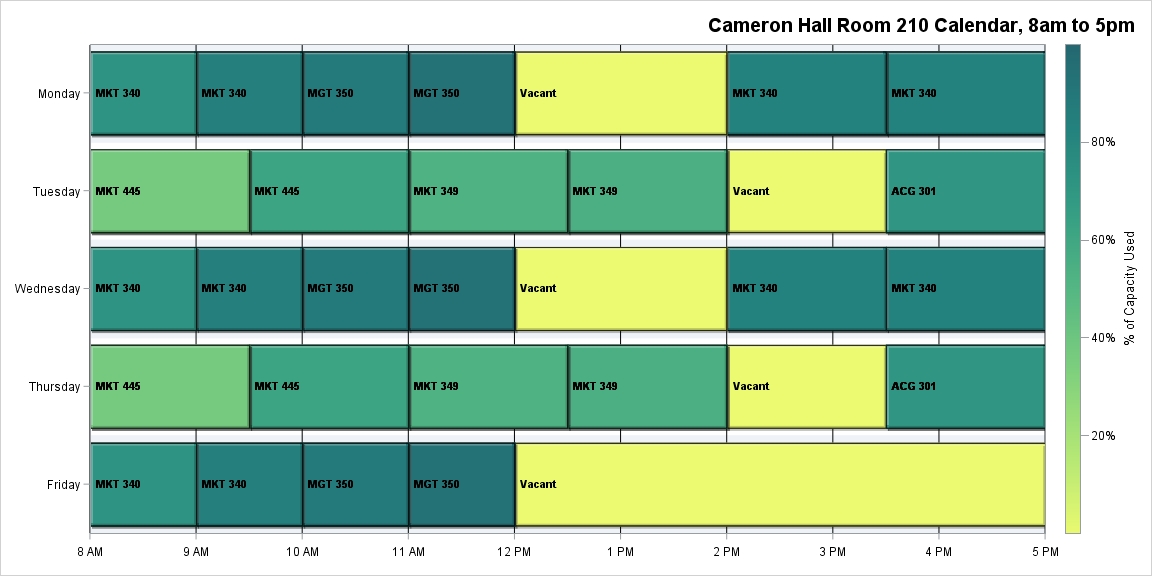 Cameron Hall Room 210 Calendar, 8am to 5pm
Monday
MKT 340
MKT 340
MGT 350
MGT 350
Vacant
MKT 340
MKT 340
Tuesday
MKT 445
MKT 445
MKT 349
MKT 349
Vacant
ACG 301
Wednesday
MKT 340
MKT 340
MGT 350
MGT 350
Vacant
MKT 340
MKT 340
Thursday
MKT 445
MKT 445
MKT 349
MKT 349
Vacant
ACG 301
Friday
MKT 340
MKT 340
MGT 350
MGT 350
Vacant
8 AM
9 AM
10 AM
11 AM
12 PM
1 PM
2 PM
3 PM
4 PM
5 PM
80%
60%
40%
20%
% of Capacity Used